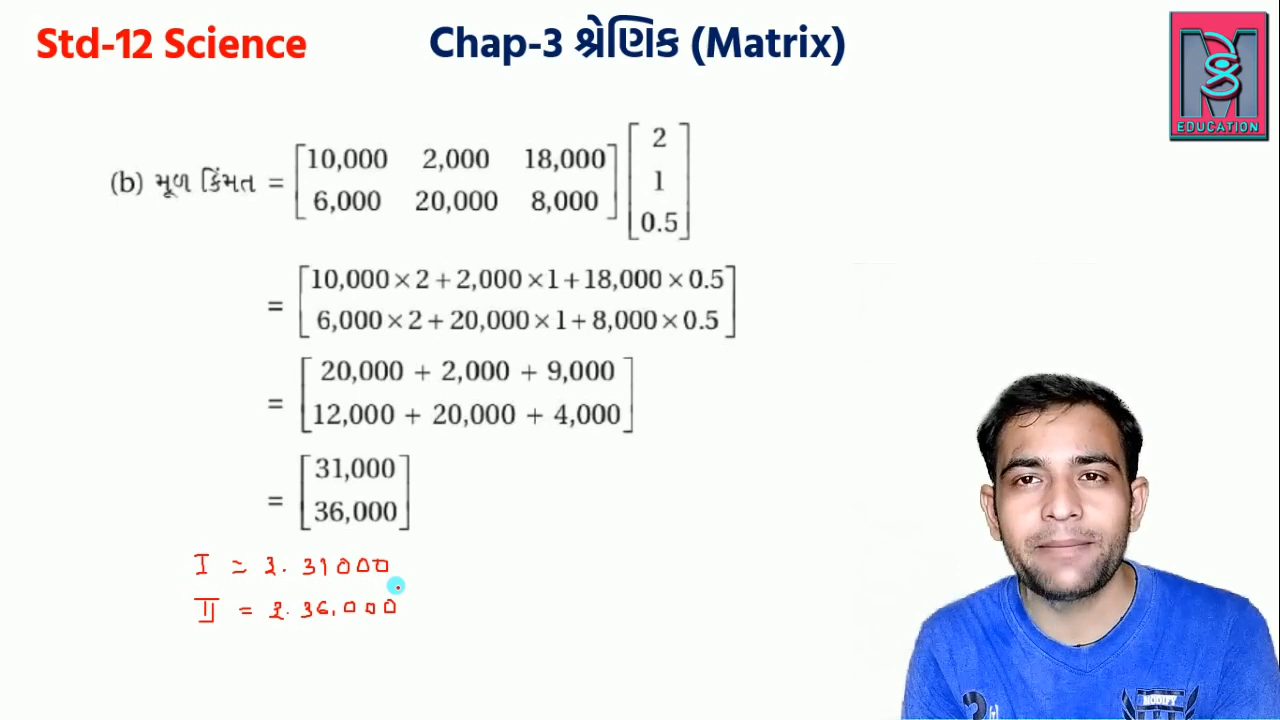 Std-12 Science
Chap-3 શ્રેણિક (Matrix)
EDUCATION
(b) મૂળ કિંમત = [10,000 2,000 18,000] [2]
[6,000 20,000 8,000] [1]
[0.5]
= [10,000 × 2 + 2,000 × 1 + 18,000 × 0.5]
[6,000 × 2 + 20,000 × 1 + 8,000 × 0.5]
= [20,000 + 2,000 + 9,000]
[12,000 + 20,000 + 4,000]
= [31,000]
[36,000]
I = રૂ. 31000
II = રૂ. 36,000
MODIFY